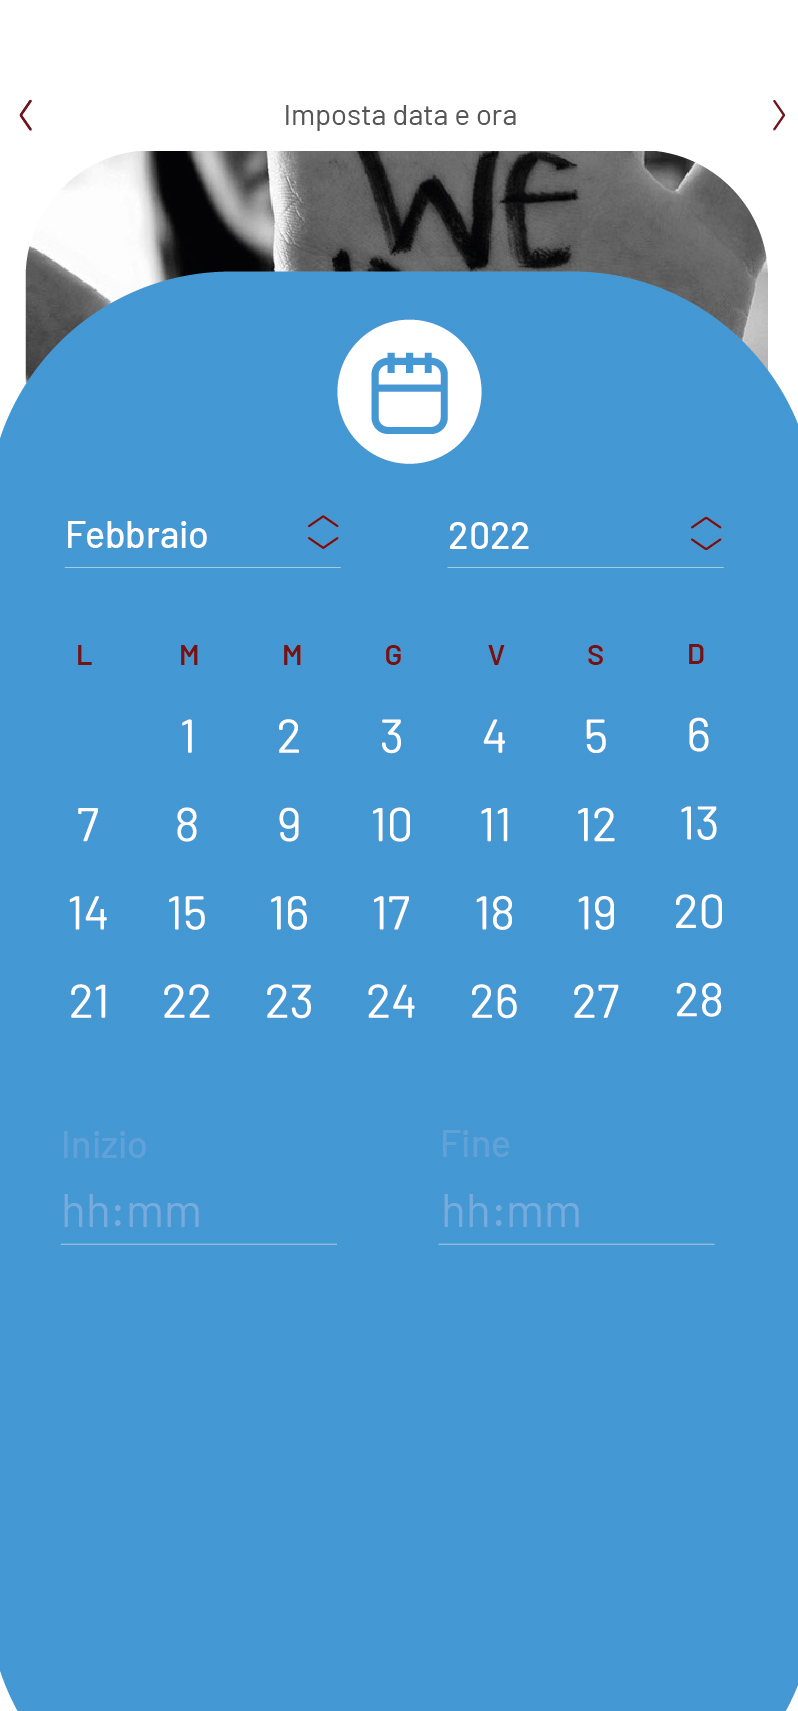 Imposta data e ora
WE
Febbraio 2022
L M M G V S D
1 2 3 4 5 6
7 8 9 10 11 12 13
14 15 16 17 18 19 20
21 22 23 24 26 27 28
Inizio Fine
hh:mm hh:mm